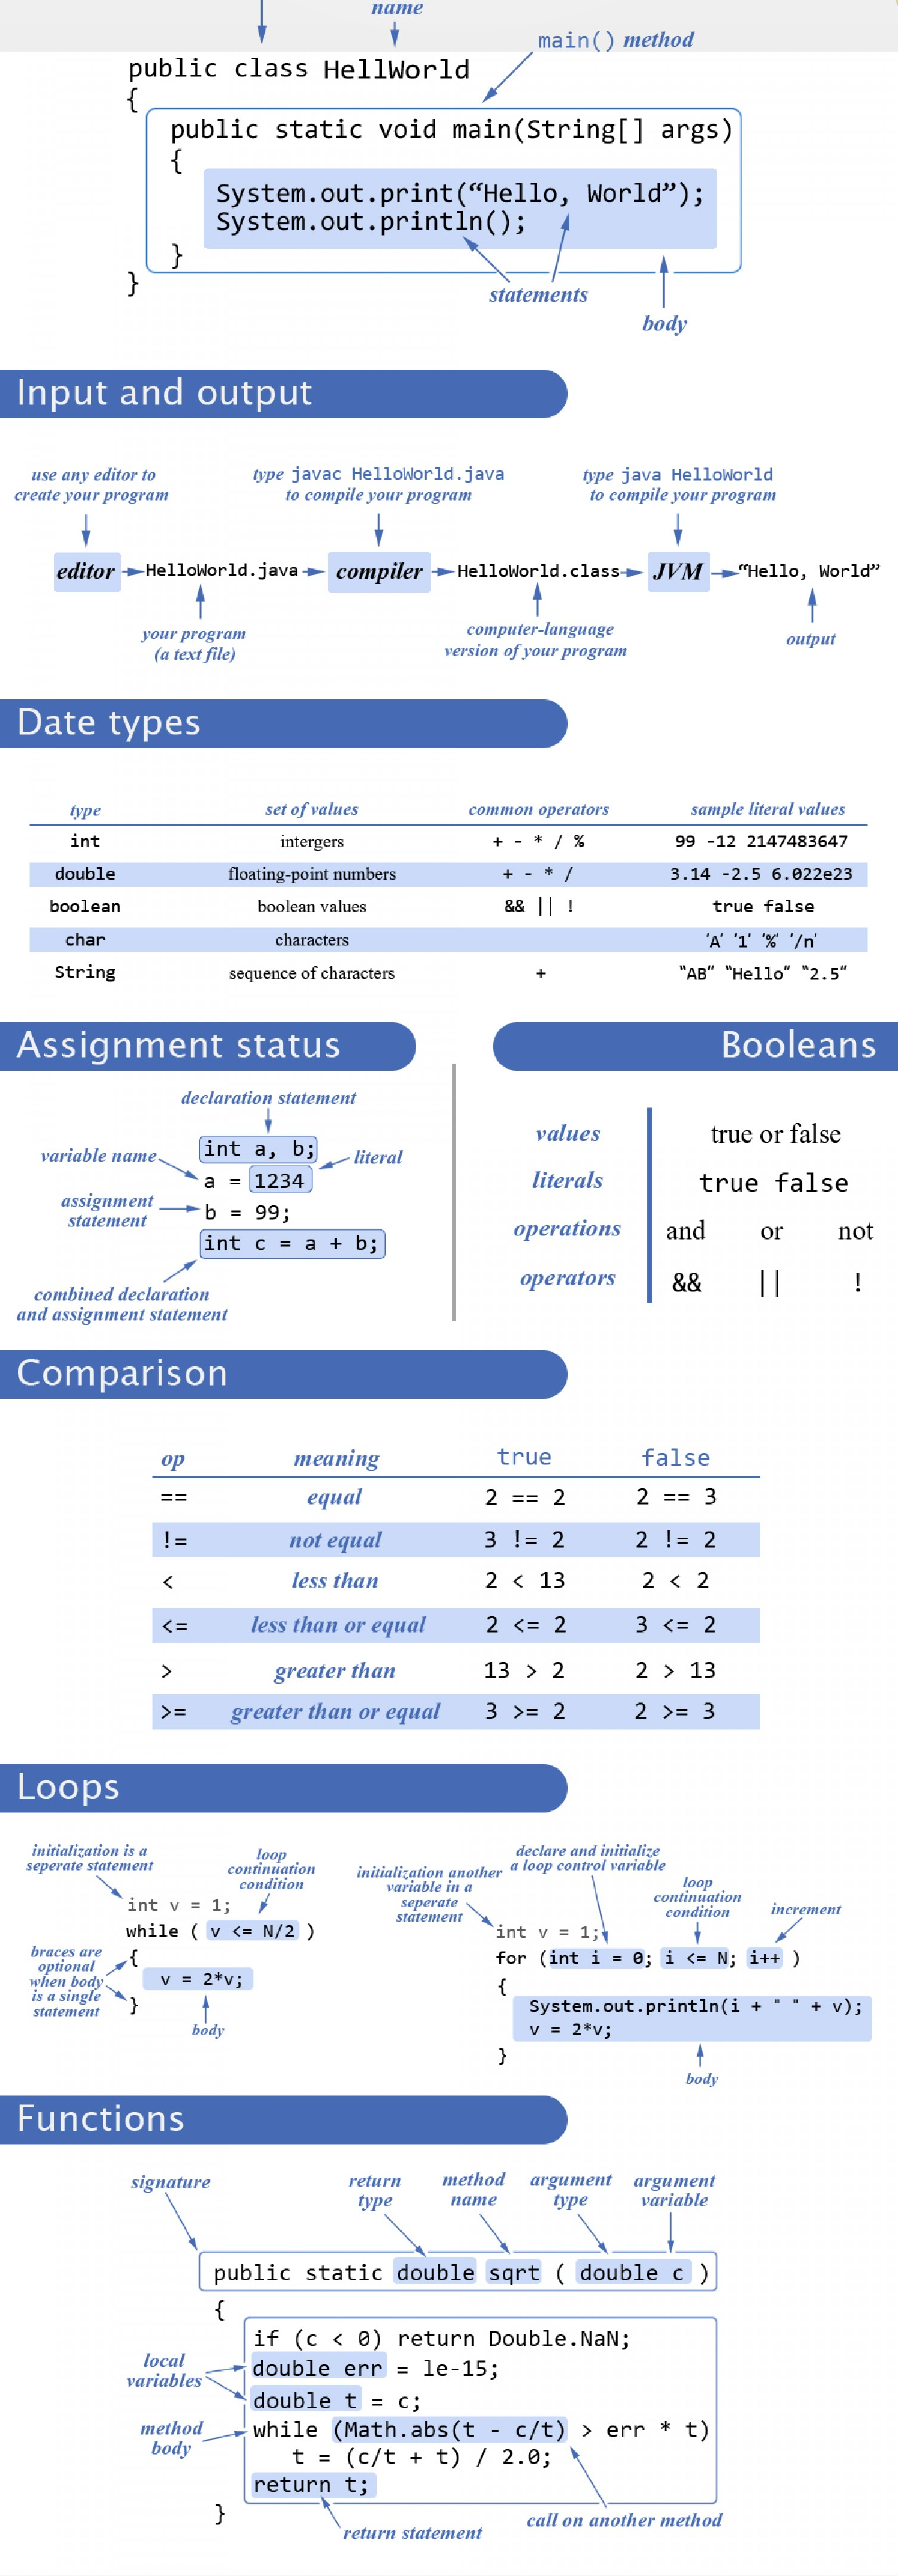 name
main() method
public class HellWorld
{
public static void main(String[] args)
{
System.out.print(“Hello, World”);
System.out.println();
}
}
statements
body
Input and output
use any editor to
create your program
type javac HelloWorld.java
to compile your program
type java HelloWorld
to compile your program
editor HelloWorld.java compiler HelloWorld.class JVM “Hello, World”
your program
(a text file)
computer-language
version of your program
output
Date types
type set of values common operators sample literal values
int intergers + - * / % 99 -12 2147483647
double floating-point numbers + - * / 3.14 -2.5 6.022e23
boolean boolean values && || ! true false
char characters 'A' '1' '%' '/n'
String sequence of characters + “AB” “Hello” “2.5”
Assignment status
declaration statement
int a, b;
variable name
literal
a = 1234
assignment
statement
b = 99;
int c = a + b;
combined declaration
and assignment statement
Booleans
values true or false
literals true false
operations and or not
operators && || !
Comparison
op meaning true false
== equal 2 == 2 2 == 3
!= not equal 3 != 2 2 != 2
< less than 2 < 13 2 < 2
<= less than or equal 2 <= 2 3 <= 2
> greater than 13 > 2 2 > 13
>= greater than or equal 3 >= 2 2 >= 3
Loops
initialization is a
seperate statement
loop
continuation
condition
int v = 1;
while ( v <= N/2 )
{
v = 2*v;
}
braces are
optional
when body
is a single
statement
body
initialization another
variable in a
seperate
statement
declare and initialize
a loop control variable
loop
continuation
condition
increment
int v = 1;
for (int i = 0; i <= N; i++ )
{
System.out.println(i + " " + v);
v = 2*v;
}
body
Functions
signature
return
type
method
name
argument
type
argument
variable
public static double sqrt ( double c )
{
if (c < 0) return Double.NaN;
double err = le-15;
double t = c;
while (Math.abs(t - c/t) > err * t)
t = (c/t + t) / 2.0;
return t;
}
local
variables
method
body
return statement
call on another method